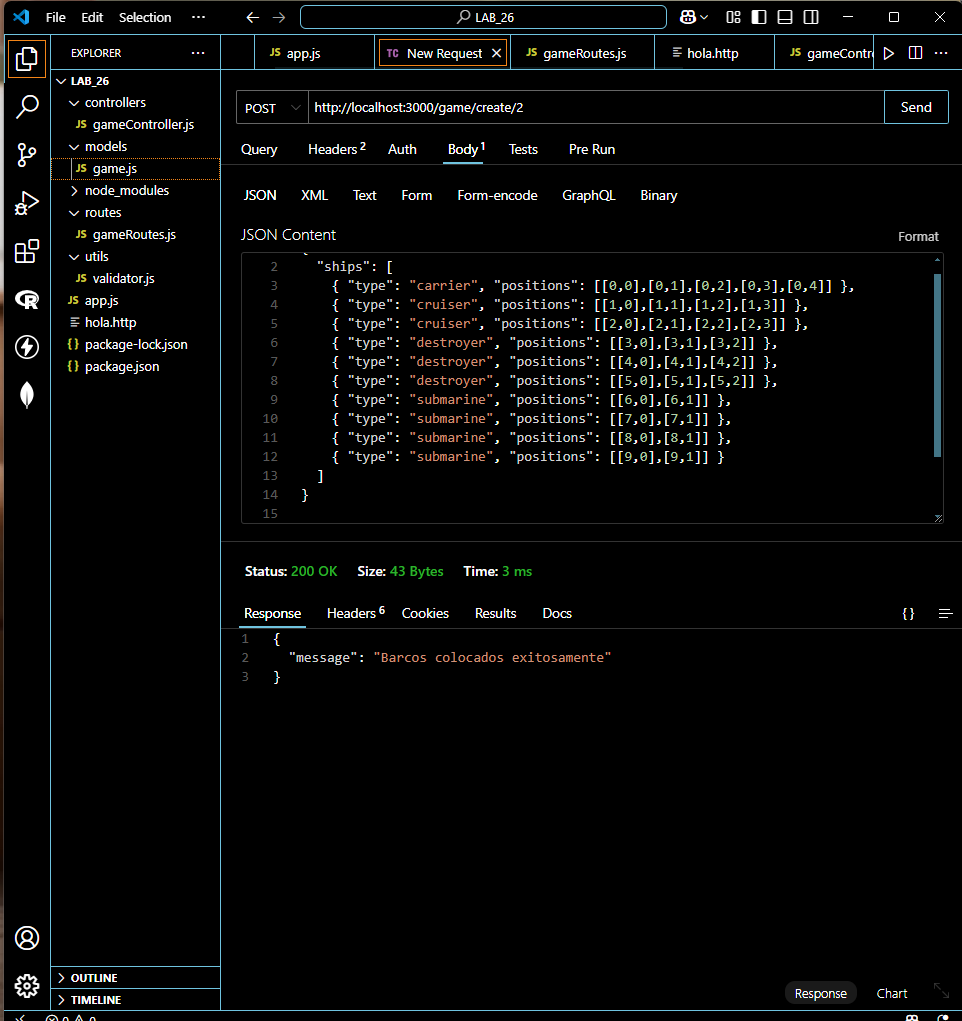 File Edit Selection ··· LAB_26
EXPLORER ···
LAB_26
controllers
JS gameController.js
models
JS game.js
node_modules
routes
JS gameRoutes.js
utils
JS validator.js
JS app.js
hola.http
{} package-lock.json
{} package.json
OUTLINE
TIMELINE
JS app.js
TC New Request
JS gameRoutes.js
hola.http
JS gameContro
POST http://localhost:3000/game/create/2 Send
Query Headers 2 Auth Body 1 Tests Pre Run
JSON XML Text Form Form-encode GraphQL Binary
JSON Content Format
2 "ships": [
3 { "type": "carrier", "positions": [[0,0],[0,1],[0,2],[0,3],[0,4]] },
4 { "type": "cruiser", "positions": [[1,0],[1,1],[1,2],[1,3]] },
5 { "type": "cruiser", "positions": [[2,0],[2,1],[2,2],[2,3]] },
6 { "type": "destroyer", "positions": [[3,0],[3,1],[3,2]] },
7 { "type": "destroyer", "positions": [[4,0],[4,1],[4,2]] },
8 { "type": "destroyer", "positions": [[5,0],[5,1],[5,2]] },
9 { "type": "submarine", "positions": [[6,0],[6,1]] },
10 { "type": "submarine", "positions": [[7,0],[7,1]] },
11 { "type": "submarine", "positions": [[8,0],[8,1]] },
12 { "type": "submarine", "positions": [[9,0],[9,1]] }
13 ]
14 }
15
Status: 200 OK Size: 43 Bytes Time: 3 ms
Response Headers 6 Cookies Results Docs {}
1 {
2 "message": "Barcos colocados exitosamente"
3 }
Response Chart